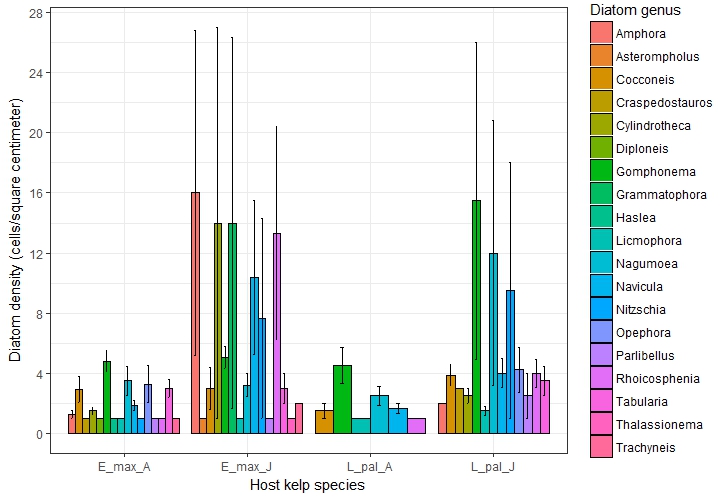 Diatom genus
28
24
20
16
12
8
4
0
Diatom density (cells/square centimeter)
E_max_A
E_max_J
L_pal_A
L_pal_J
Host kelp species
Amphora
Asterompholus
Cocconeis
Craspedostauros
Cylindrotheca
Diploneis
Gomphonema
Grammatophora
Haslea
Licmophora
Nagumoea
Navicula
Nitzschia
Opephora
Parlibellus
Rhoicosphenia
Tabularia
Thalassionema
Trachyneis